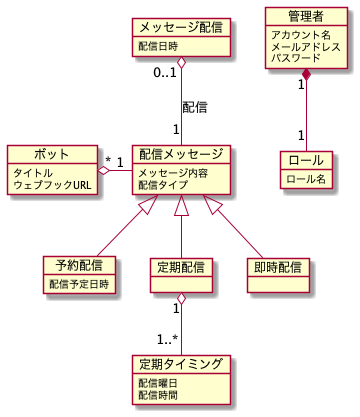 メッセージ配信
配信日時
管理者
アカウント名
メールアドレス
パスワード
0..1
1
配信
1
1
ボット
タイトル
ウェブフックURL
* 1
配信メッセージ
メッセージ内容
配信タイプ
ロール
ロール名
予約配信
配信予定日時
定期配信
即時配信
1
1..*
定期タイミング
配信曜日
配信時間